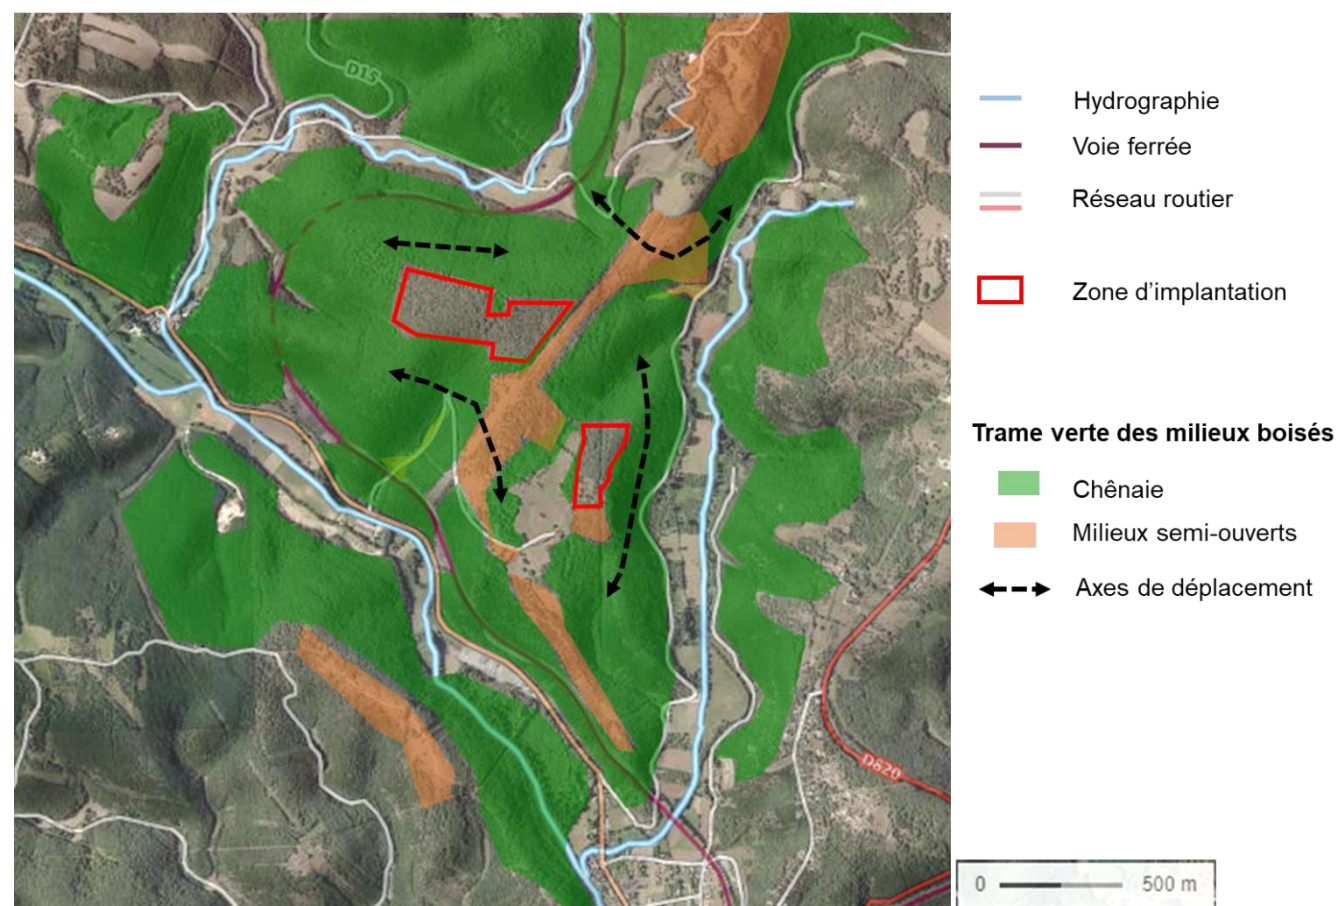 D15
Hydrographie
Voie ferrée
Réseau routier
Zone d'implantation
Trame verte des milieux boisés
Chênaie
Milieux semi-ouverts
Axes de déplacement
D820
0 500 m